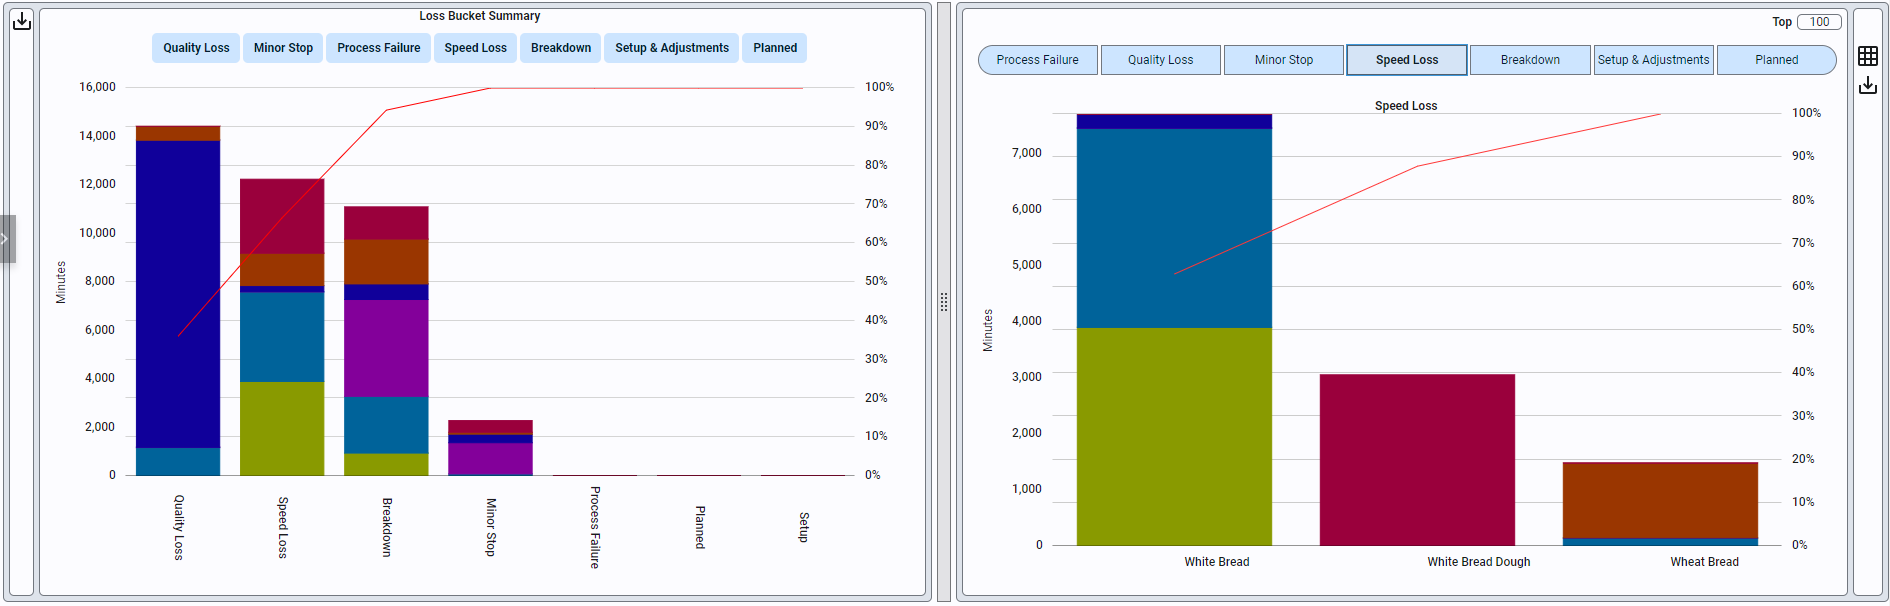 Loss Bucket Summary
Quality Loss Minor Stop Process Failure Speed Loss Breakdown Setup & Adjustments Planned
16,000
14,000
12,000
10,000
8,000
6,000
4,000
2,000
0
Minutes
100%
90%
80%
70%
60%
50%
40%
30%
20%
10%
0%
Quality Loss
Speed Loss
Breakdown
Minor Stop
Process Failure
Planned
Setup
Top 100
Process Failure Quality Loss Minor Stop Speed Loss Breakdown Setup & Adjustments Planned
Speed Loss
7,000
6,000
5,000
4,000
3,000
2,000
1,000
0
Minutes
100%
90%
80%
70%
60%
50%
40%
30%
20%
10%
0%
White Bread White Bread Dough Wheat Bread